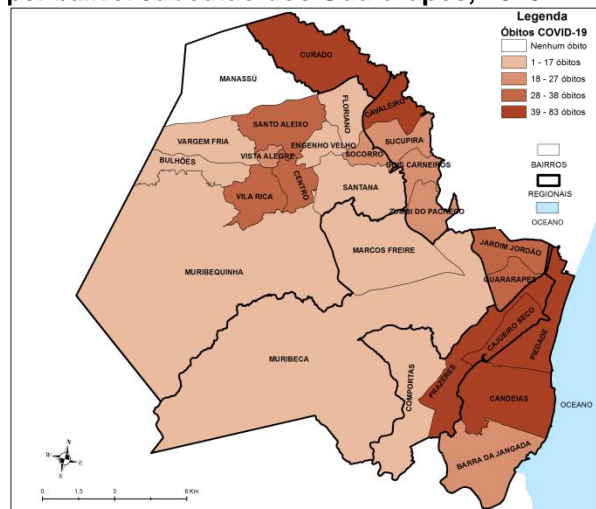 Legenda
Óbitos COVID-19
Nenhum óbito
1 - 17 óbitos
18 - 27 óbitos
28 - 38 óbitos
39 - 83 óbitos
BAIRROS
REGIONAIS
OCEANO
CURADO
MANASSÚ
FLORIANO
CAVALEIRO
SANTO ALEIXO
SUCUPIRA
VARGEM FRIA
ENGENHO VELHO
BULHÕES
VISTA ALEGRE
SOCORRO
DOIS CARNEIROS
VILA RICA
CENTRO
SANTANA
ZUMBI DO PACHECO
MARCOS FREIRE
JARDIM JORDÃO
MURIBEQUINHA
GUARARAPES
CAJUEIRO SECO
PIEDADE
MURIBECA
COMPORTAS
PRAZERES
CANDEIAS
OCEANO
BARRA DA JANGADA
N
W E
S
0 1.5 3 6 Km